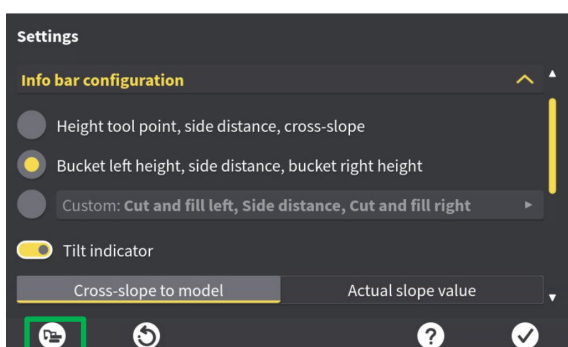 Settings
Info bar configuration
Height tool point, side distance, cross-slope
Bucket left height, side distance, bucket right height
Custom: Cut and fill left, Side distance, Cut and fill right
Tilt indicator
Cross-slope to model
Actual slope value
?